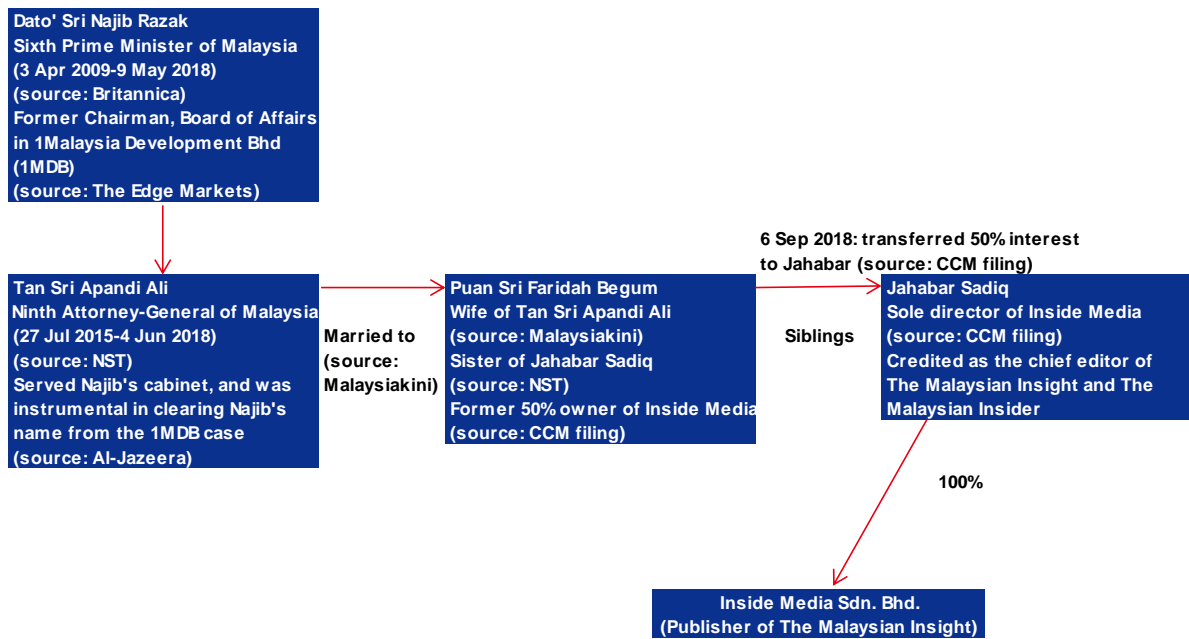 Dato' Sri Najib Razak
Sixth Prime Minister of Malaysia
(3 Apr 2009-9 May 2018)
(source: Britannica)
Former Chairman, Board of Affairs
in 1Malaysia Development Bhd
(1MDB)
(source: The Edge Markets)
Tan Sri Apandi Ali
Ninth Attorney-General of Malaysia
(27 Jul 2015-4 Jun 2018)
(source: NST)
Served Najib's cabinet, and was
instrumental in clearing Najib's
name from the 1MDB case
(source: Al-Jazeera)
Married to
(source:
Malaysiakini)
Puan Sri Faridah Begum
Wife of Tan Sri Apandi Ali
(source: Malaysiakini)
Sister of Jahabar Sadiq
(source: NST)
Former 50% owner of Inside Media
(source: CCM filing)
6 Sep 2018: transferred 50% interest
to Jahabar (source: CCM filing)
Siblings
Jahabar Sadiq
Sole director of Inside Media
(source: CCM filing)
Credited as the chief editor of
The Malaysian Insight and The
Malaysian Insider
100%
Inside Media Sdn. Bhd.
(Publisher of The Malaysian Insight)